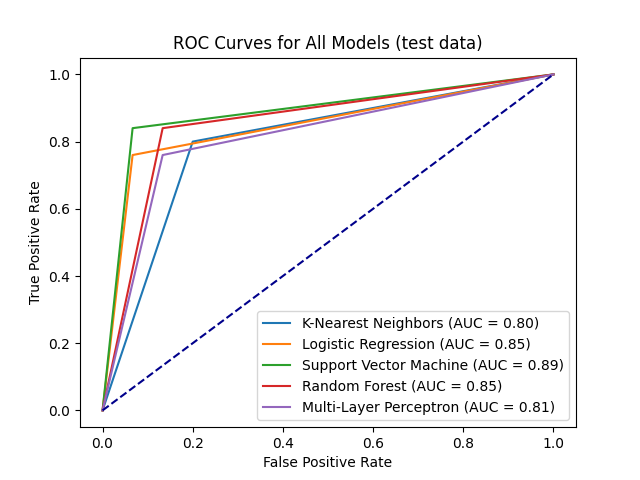 ROC Curves for All Models (test data)
True Positive Rate
1.0
0.8
0.6
0.4
0.2
0.0
K-Nearest Neighbors (AUC = 0.80)
Logistic Regression (AUC = 0.85)
Support Vector Machine (AUC = 0.89)
Random Forest (AUC = 0.85)
Multi-Layer Perceptron (AUC = 0.81)
0.0 0.2 0.4 0.6 0.8 1.0
False Positive Rate